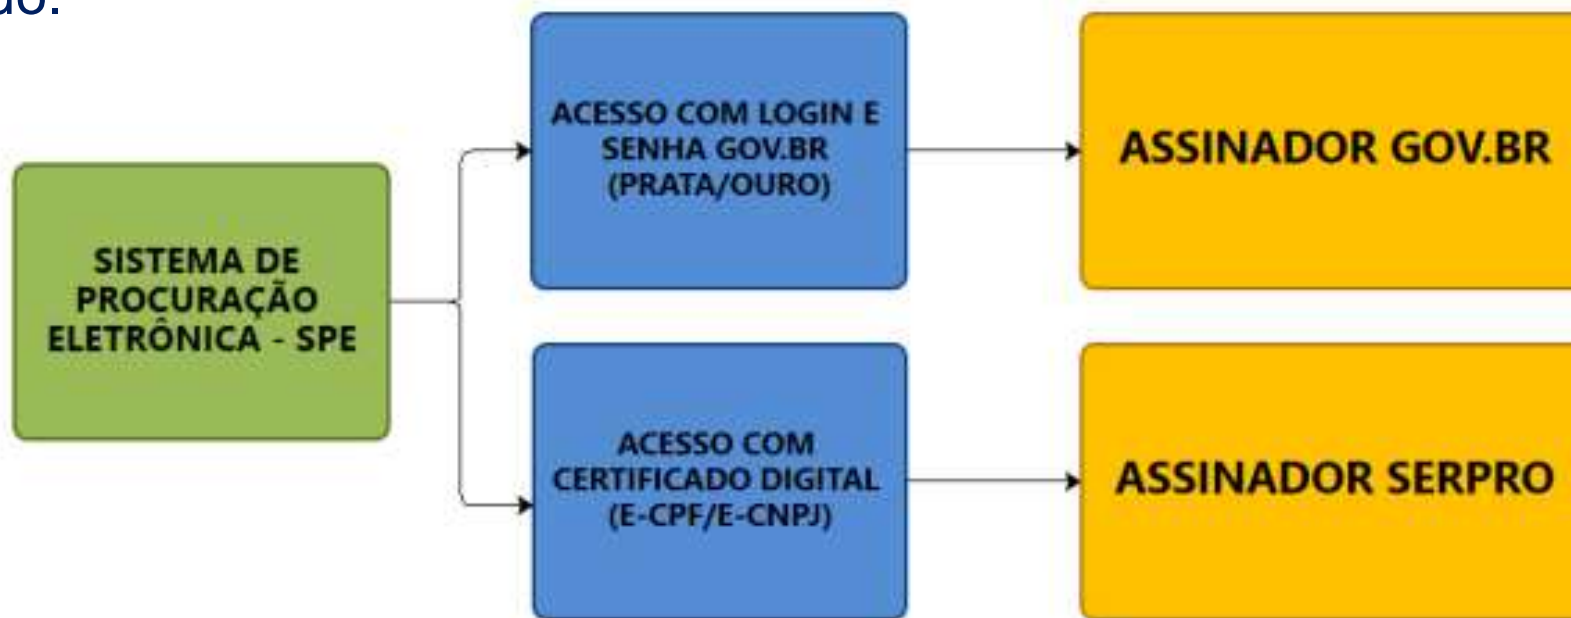 SISTEMA DE
PROCURAÇÃO
ELETRÔNICA - SPE
ACESSO COM LOGIN E
SENHA GOV.BR
(PRATA/OURO)
ASSINADOR GOV.BR
ACESSO COM
CERTIFICADO DIGITAL
(E-CPF/E-CNPJ)
ASSINADOR SERPRO